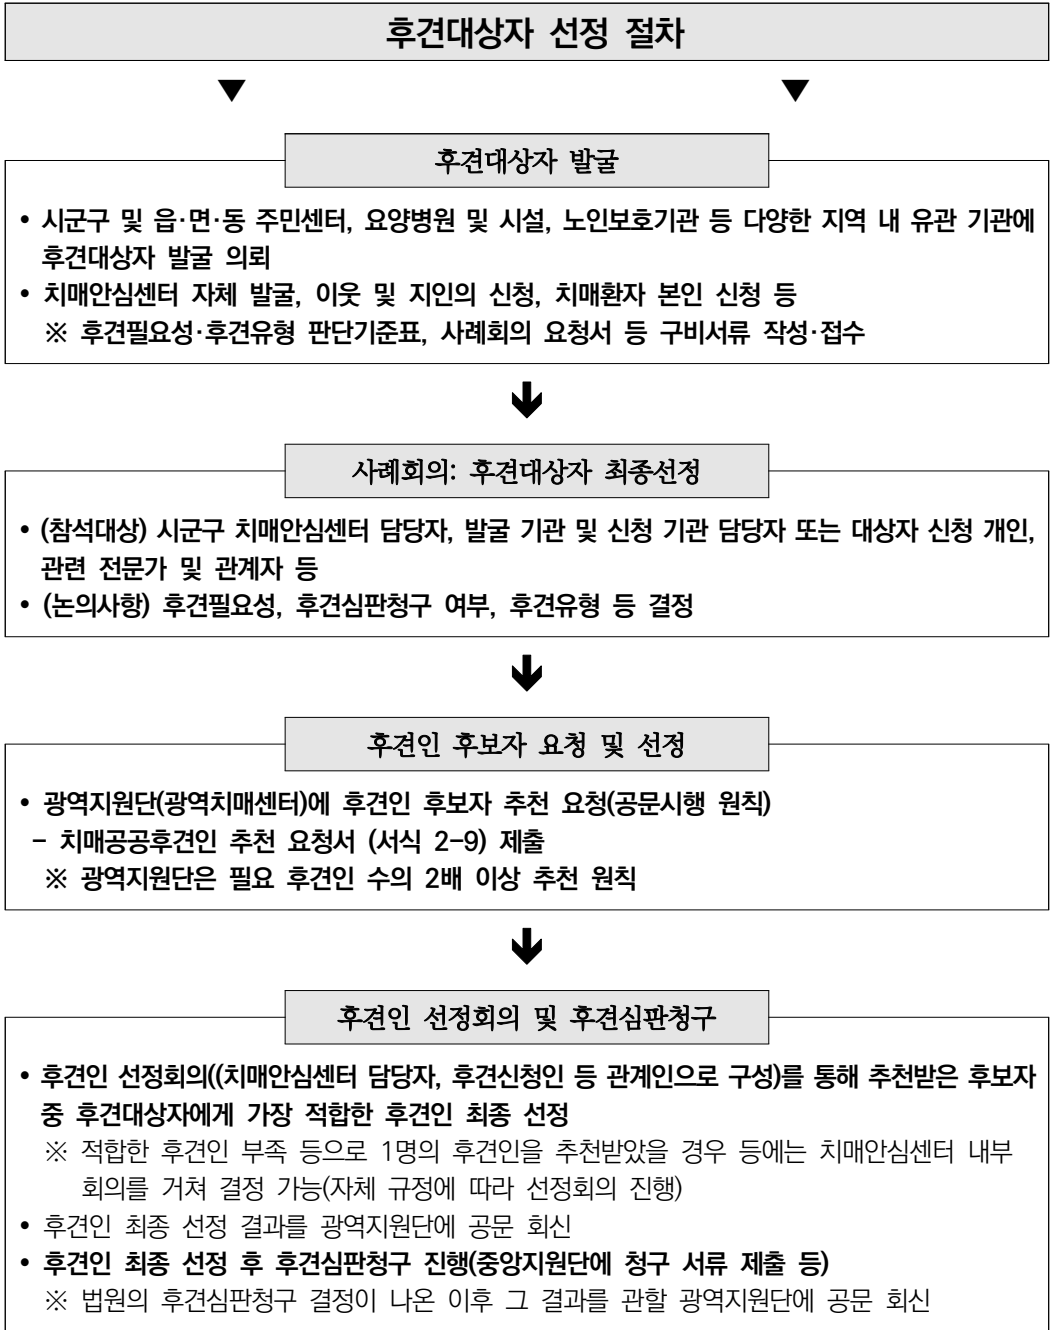 후견대상자 선정 절차
▼ ▼
후견대상자 발굴
• 시군구 및 읍·면·동 주민센터, 요양병원 및 시설, 노인보호기관 등 다양한 지역 내 유관 기관에
후견대상자 발굴 의뢰
• 치매안심센터 자체 발굴, 이웃 및 지인의 신청, 치매환자 본인 신청 등
※ 후견필요성·후견유형 판단기준표, 사례회의 요청서 등 구비서류 작성·접수
사례회의: 후견대상자 최종선정
• (참석대상) 시군구 치매안심센터 담당자, 발굴 기관 및 신청 기관 담당자 또는 대상자 신청 개인,
관련 전문가 및 관계자 등
• (논의사항) 후견필요성, 후견심판청구 여부, 후견유형 등 결정
후견인 후보자 요청 및 선정
• 광역지원단(광역치매센터)에 후견인 후보자 추천 요청(공문시행 원칙)
- 치매공공후견인 추천 요청서 (서식 2-9) 제출
※ 광역지원단은 필요 후견인 수의 2배 이상 추천 원칙
후견인 선정회의 및 후견심판청구
• 후견인 선정회의((치매안심센터 담당자, 후견신청인 등 관계인으로 구성)를 통해 추천받은 후보자
중 후견대상자에게 가장 적합한 후견인 최종 선정
※ 적합한 후견인 부족 등으로 1명의 후견인을 추천받았을 경우 등에는 치매안심센터 내부
회의를 거쳐 결정 가능(자체 규정에 따라 선정회의 진행)
• 후견인 최종 선정 결과를 광역지원단에 공문 회신
• 후견인 최종 선정 후 후견심판청구 진행(중앙지원단에 청구 서류 제출 등)
※ 법원의 후견심판청구 결정이 나온 이후 그 결과를 관할 광역지원단에 공문 회신